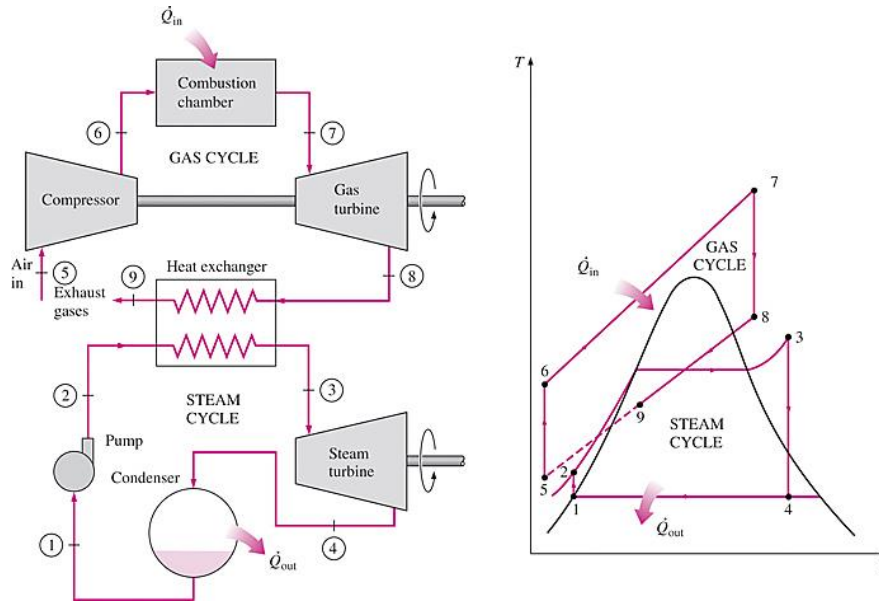 Q̇in
Combustion
chamber
6
7
GAS CYCLE
Compressor
Gas
turbine
Air
in
5
9
Heat exchanger
8
Exhaust
gases
2
3
STEAM
CYCLE
Pump
Condenser
Steam
turbine
1
4
Q̇out
T
7
GAS
CYCLE
Q̇in
8
3
6
9
STEAM
CYCLE
5
2
1
4
Q̇out